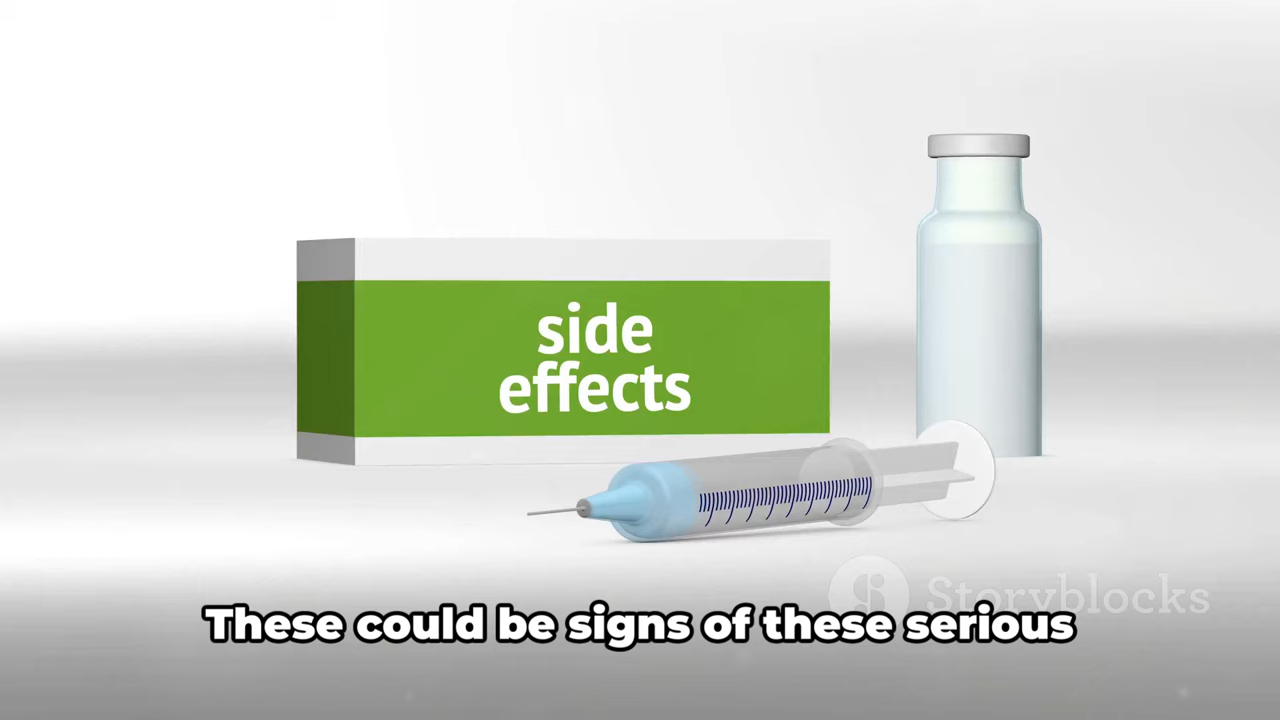 side
effects
Storyblocks
These could be signs of these serious